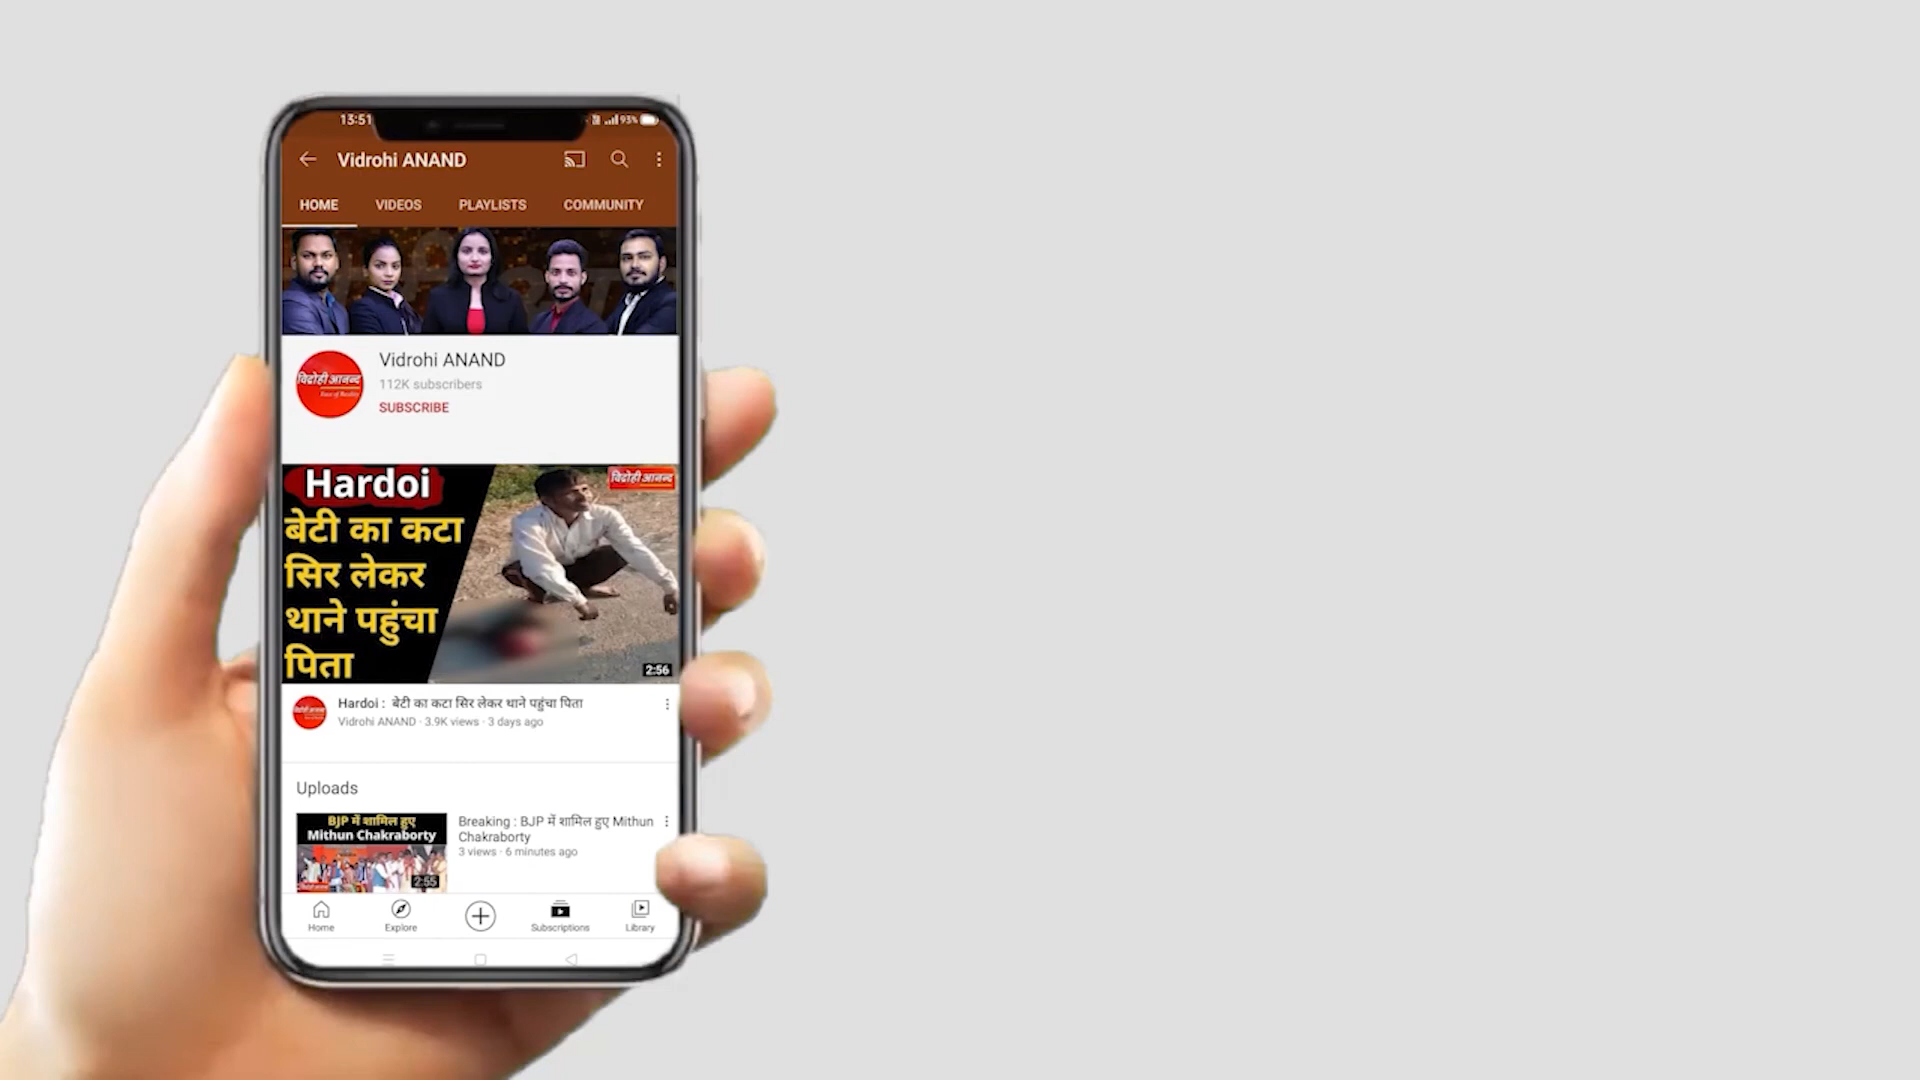 13:51
93%
Vidrohi ANAND
HOME VIDEOS PLAYLISTS COMMUNITY
Vidrohi ANAND
विद्रोही आनन्द
112K subscribers
SUBSCRIBE
Hardoi
विद्रोही आनन्द
बेटी का कटा
सिर लेकर
थाने पहुंचा
पिता
2:56
Hardoi : बेटी का कटा सिर लेकर थाने पहुंचा पिता
Vidrohi ANAND · 3.9K views · 3 days ago
Uploads
BJP में शामिल हुए
Mithun Chakraborty
2:55
Breaking : BJP में शामिल हुए Mithun
Chakraborty
3 views · 6 minutes ago
Home Explore Subscriptions Library